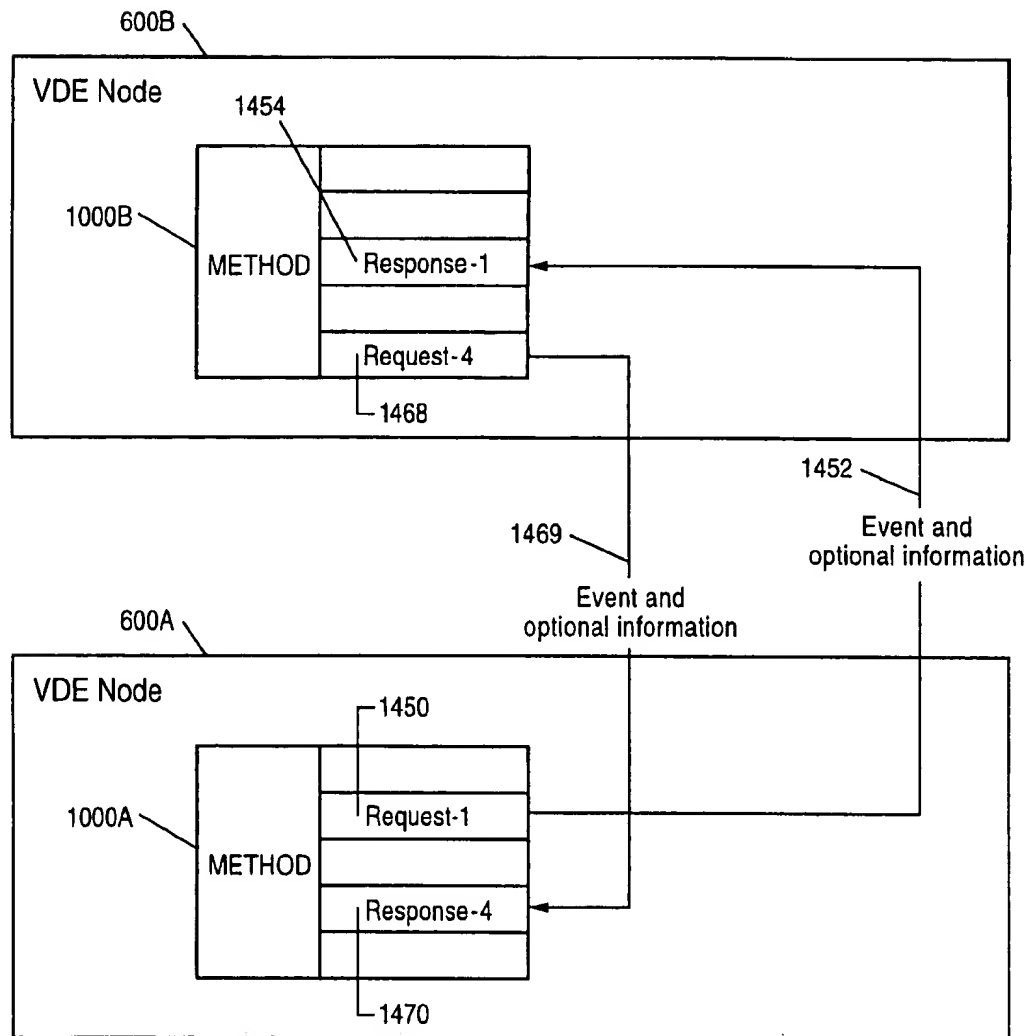 600B
VDE Node
1454
1000B
METHOD
Response-1
Request-4
1468
1452
Event and
optional information
1469
Event and
optional information
600A
VDE Node
1450
1000A
METHOD
Request-1
Response-4
1470